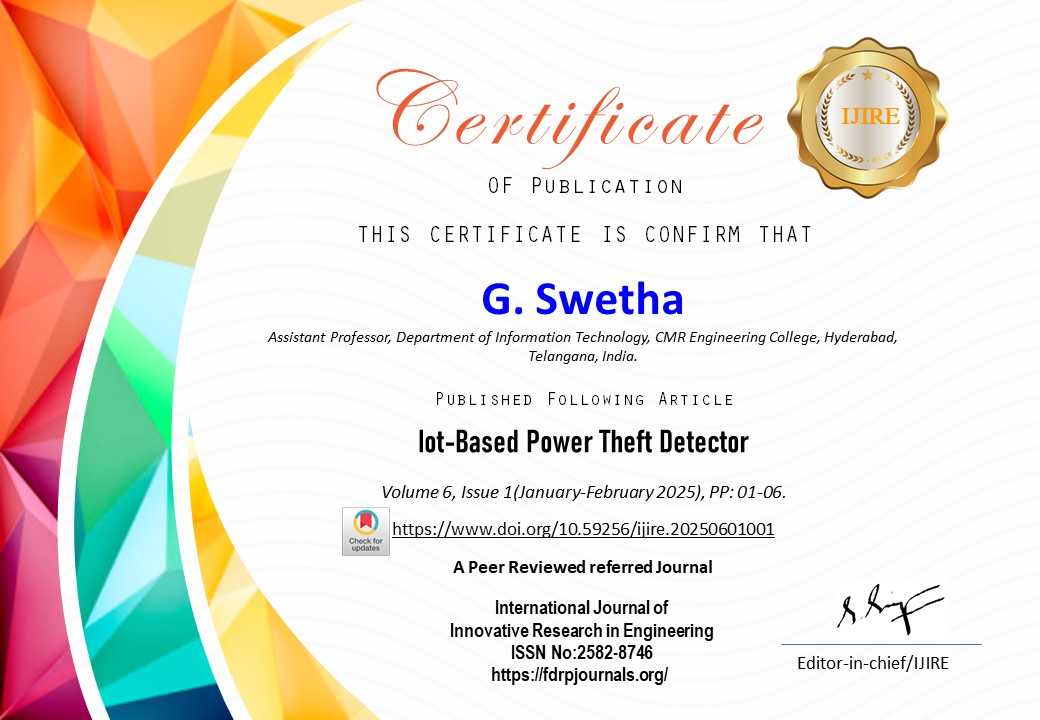 Certificate
IJIRE
OF PUBLICATION
THIS CERTIFICATE IS CONFIRM THAT
G. Swetha
Assistant Professor, Department of Information Technology, CMR Engineering College, Hyderabad,
Telangana, India.
PUBLISHED FOLLOWING ARTICLE
Iot-Based Power Theft Detector
Volume 6, Issue 1(January-February 2025), PP: 01-06.
Check for
updates
https://www.doi.org/10.59256/ijire.20250601001
A Peer Reviewed referred Journal
International Journal of
Innovative Research in Engineering
ISSN No:2582-8746
https://fdrpjournals.org/
Editor-in-chief/IJIRE